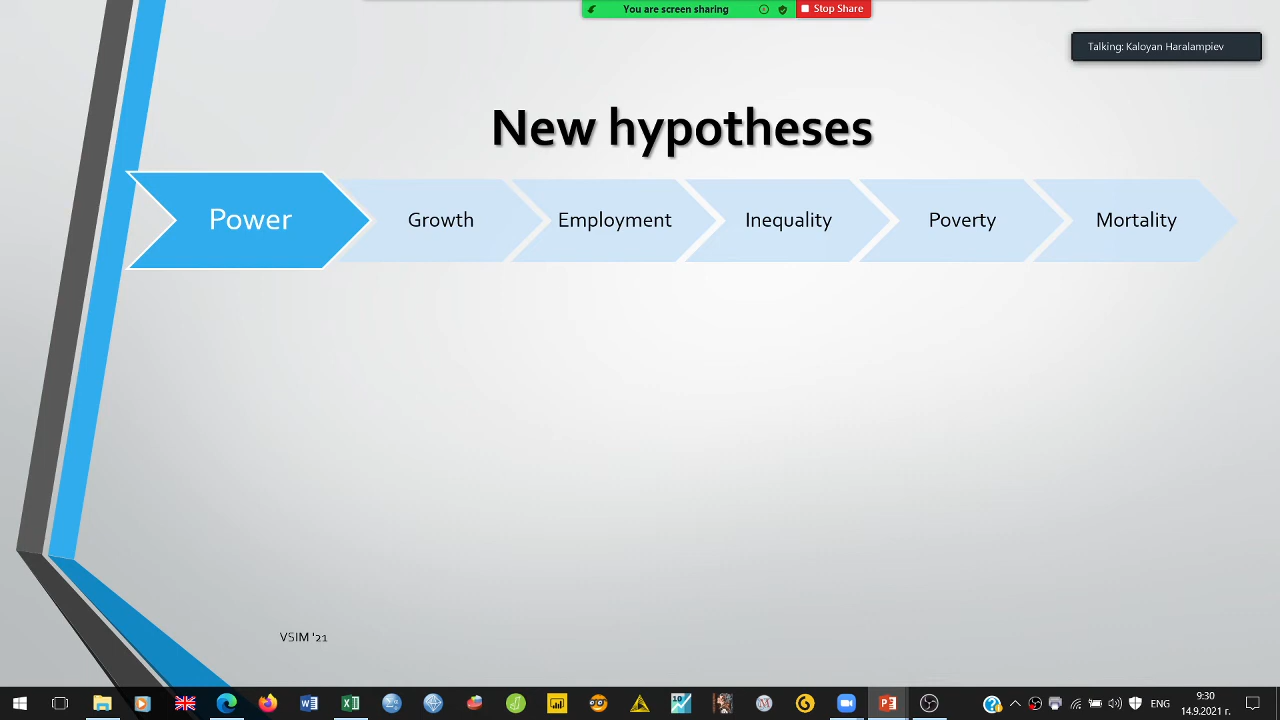 You are screen sharing
Stop Share
Talking: Kaloyan Haralampiev
New hypotheses
Power
Growth
Employment
Inequality
Poverty
Mortality
VSIM '21
10
ENG
9:30
14.9.2021 г.